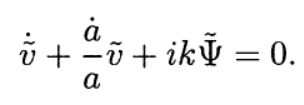 $\dot{\tilde{v}} + \frac{\dot{a}}{a}\tilde{v} + ik\tilde{\Psi} = 0.$